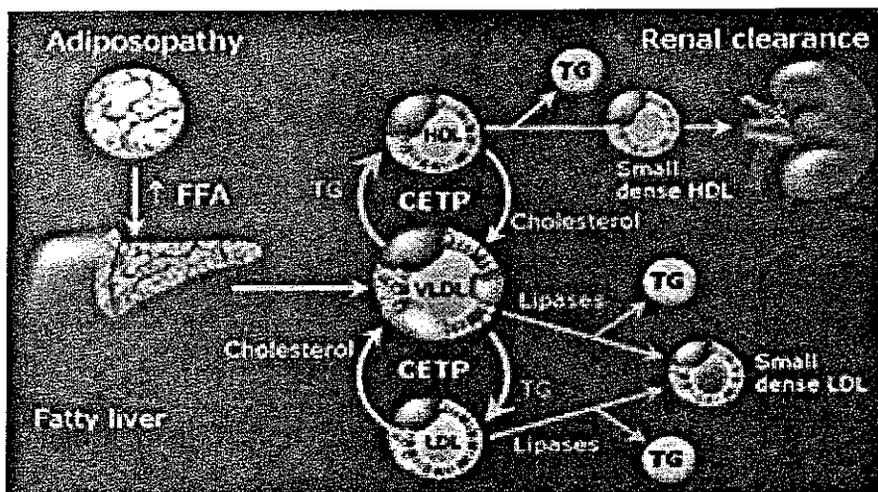 Adiposopathy
Renal clearance
TG
HDL
Small
dense HDL
↑ FFA
TG
CETP
Cholesterol
VLDL
Lipases
TG
Cholesterol
CETP
TG
Small
dense LDL
Fatty liver
LDL
Lipases
TG